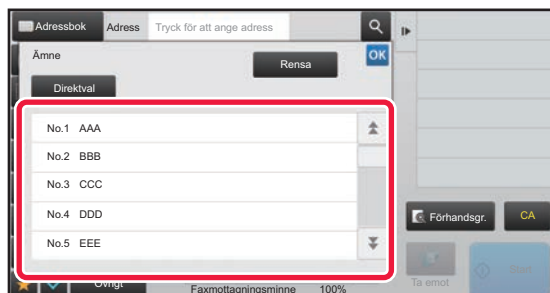 Adressbok Adress Tryck för att ange adress
Ämne Rensa OK
Direktval
No.1 AAA
No.2 BBB
No.3 CCC
No.4 DDD
No.5 EEE
Förhandsgr. CA
Övrigt Faxmottagningsminne 100% Ta emot Start